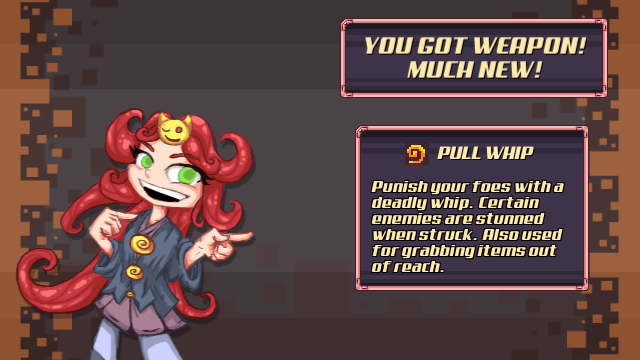 YOU GOT WEAPON!
MUCH NEW!
PULL WHIP
Punish your foes with a
deadly whip. Certain
enemies are stunned
when struck. Also used
for grabbing items out
of reach.